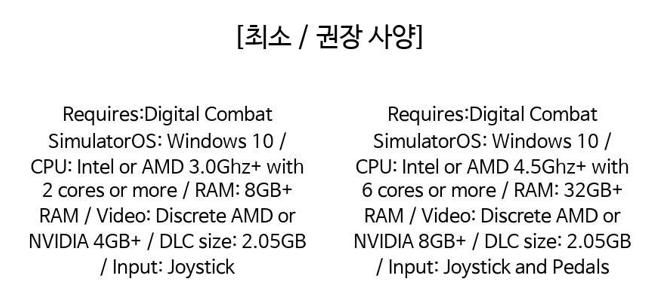 [최소 / 권장 사양]
Requires:Digital Combat
SimulatorOS: Windows 10 /
CPU: Intel or AMD 3.0Ghz+ with
2 cores or more / RAM: 8GB+
RAM / Video: Discrete AMD or
NVIDIA 4GB+ / DLC size: 2.05GB
/ Input: Joystick
Requires:Digital Combat
SimulatorOS: Windows 10 /
CPU: Intel or AMD 4.5Ghz+ with
6 cores or more / RAM: 32GB+
RAM / Video: Discrete AMD or
NVIDIA 8GB+ / DLC size: 2.05GB
/ Input: Joystick and Pedals